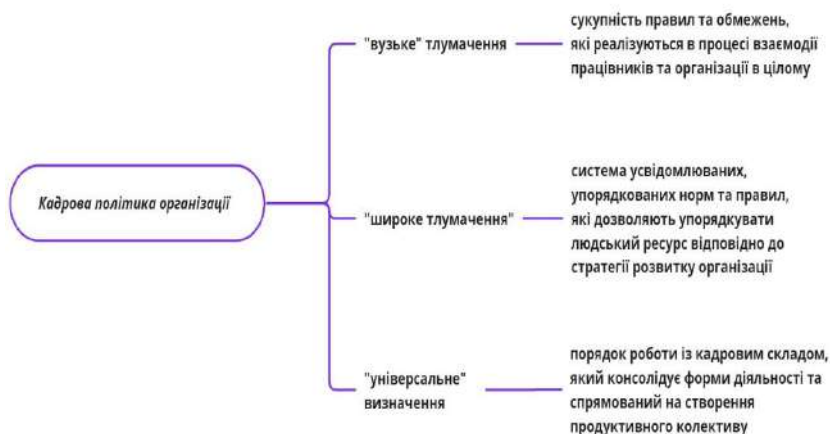 Кадрова політика організації
"вузьке" тлумачення
сукупність правил та обмежень,
які реалізуються в процесі взаємодії
працівників та організації в цілому
"широке тлумачення"
система усвідомлюваних,
упорядкованих норм та правил,
які дозволяють упорядкувати
людський ресурс відповідно до
стратегії розвитку організації
"універсальне"
визначення
порядок роботи із кадровим складом,
який консолідує форми діяльності та
спрямований на створення
продуктивного колективу